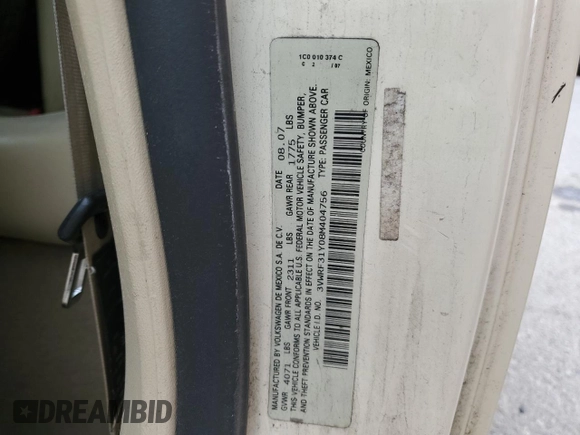 MANUFACTURED BY VOLKSWAGEN DE MEXICO S.A. DE C.V. DATE 08.07
GVWR 4071 LBS GAWR FRONT 2311 LBS GAWR REAR 1775 LBS
THIS VEHICLE CONFORMS TO ALL APPLICABLE U.S. FEDERAL MOTOR VEHICLE SAFETY, BUMPER,
AND THEFT PREVENTION STANDARDS IN EFFECT ON THE DATE OF MANUFACTURE SHOWN ABOVE.
VEHICLE I.D. NO. 3VWRF31Y08M404756 TYPE: PASSENGER CAR
COUNTRY OF ORIGIN: MEXICO
1C0 010 374 C
DREAMBID